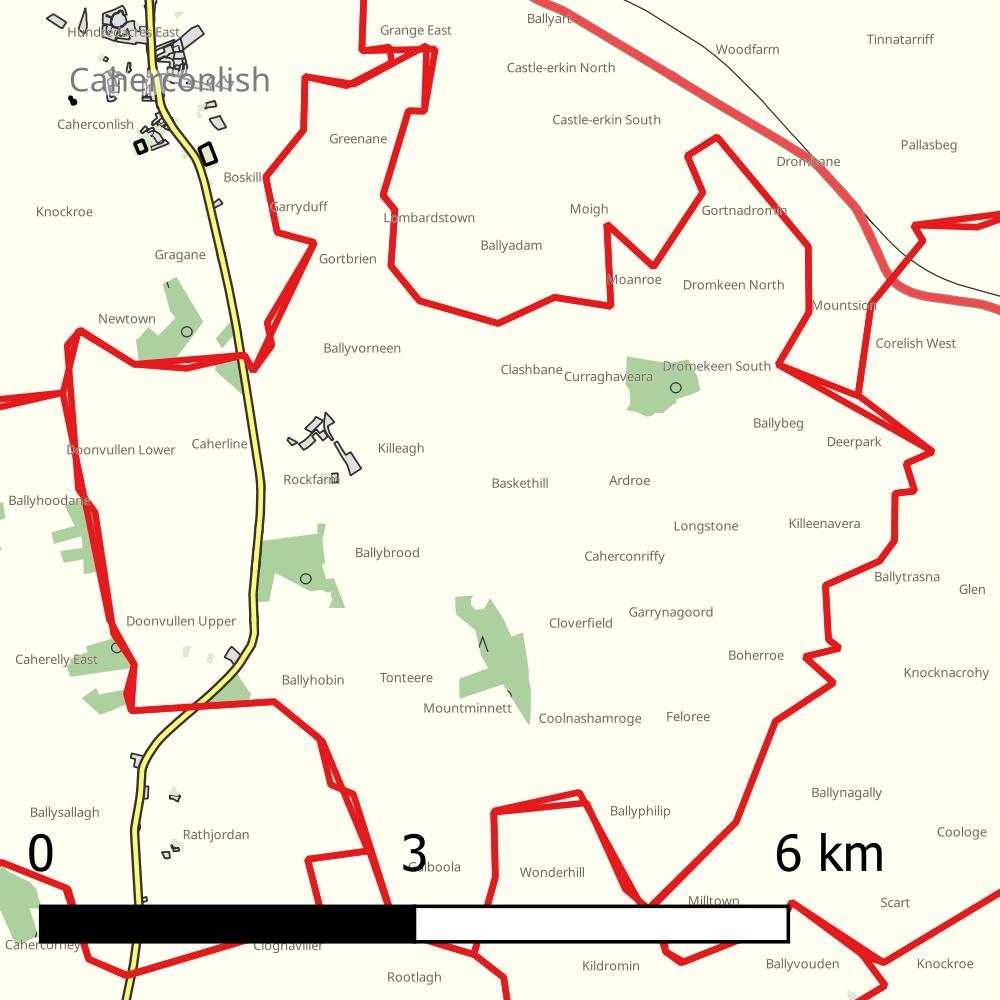 Ballyart
Hundredacres East
Grange East
Tinnatarriff
Woodfarm
Castle-erkin North
Caherconlish
Castle-erkin South
Caherconlish
Greenane
Pallasbeg
Drombane
Boskill
Garryduff
Moigh
Gortnadromin
Knockroe
Lombardstown
Ballyadam
Gragane
Gortbrien
Moanroe
Dromkeen North
Mountsion
Newtown
Corelish West
Ballyvorneen
Clashbane
Curraghaveara
Dromekeen South
Ballybeg
Deerpark
Doonvullen Lower
Caherline
Killeagh
Rockfarm
Baskethill
Ardroe
Ballyhoodane
Longstone
Killeenavera
Ballybrood
Caherconriffy
Ballytrasna
Glen
Garrynagoord
Doonvullen Upper
Cloverfield
Caherelly East
Boherroe
Knocknacrohy
Ballyhobin
Tonteere
Mountminnett
Coolnashamroge
Feloree
Ballynagally
Ballysallagh
Ballyphilip
Rathjordan
Coologe
0 3 6 km
Wonderhill
Milltown
Scart
Cahercorney
Cloghaviller
Rootlagh
Kildromin
Ballyvouden
Knockroe